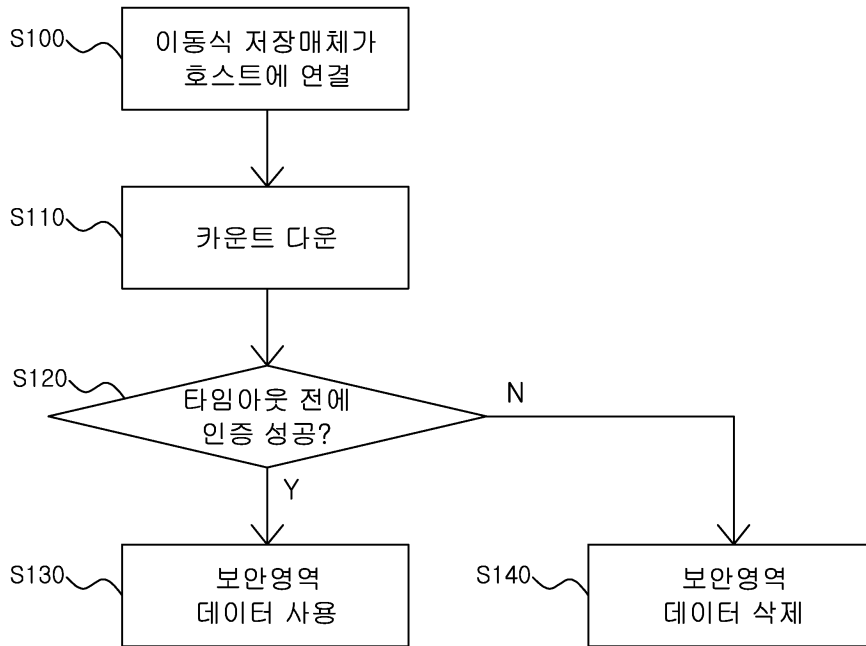 S100
이동식 저장매체가
호스트에 연결
S110
카운트 다운
S120
타임아웃 전에
인증 성공?
N
Y
S130
보안영역
데이터 사용
S140
보안영역
데이터 삭제